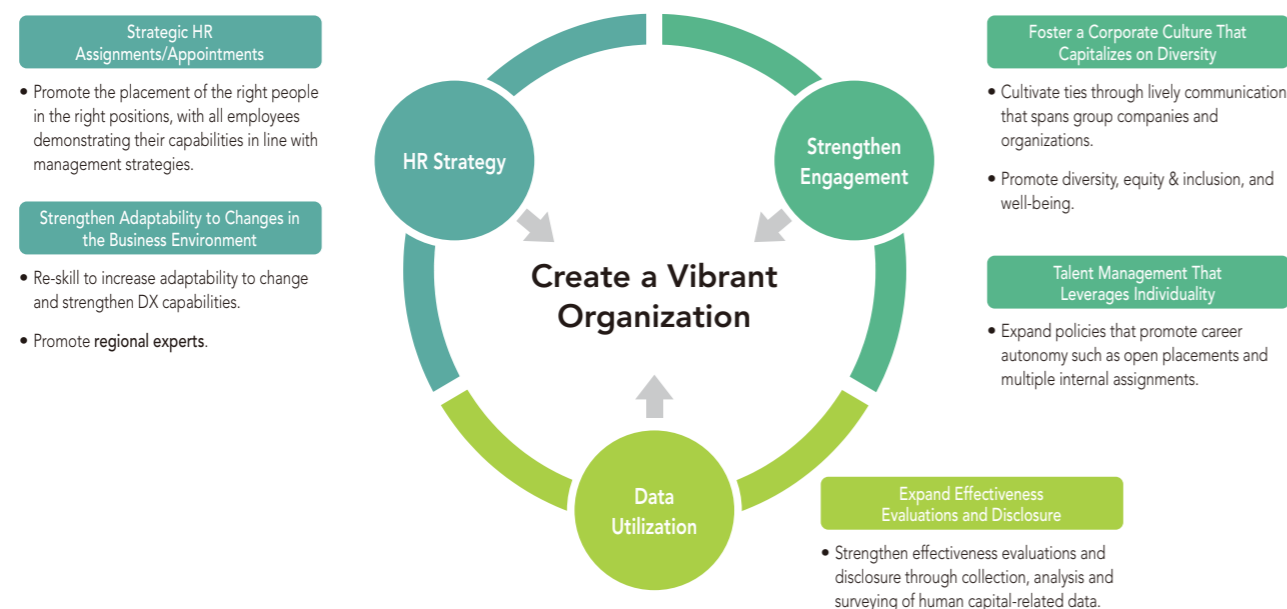 Strategic HR
Assignments/Appointments
• Promote the placement of the right people
in the right positions, with all employees
demonstrating their capabilities in line with
management strategies.
Strengthen Adaptability to Changes in
the Business Environment
• Re-skill to increase adaptability to change
and strengthen DX capabilities.
• Promote regional experts.
HR Strategy
Strengthen
Engagement
Create a Vibrant
Organization
Data
Utilization
Foster a Corporate Culture That
Capitalizes on Diversity
• Cultivate ties through lively communication
that spans group companies and
organizations.
• Promote diversity, equity & inclusion, and
well-being.
Talent Management That
Leverages Individuality
• Expand policies that promote career
autonomy such as open placements and
multiple internal assignments.
Expand Effectiveness
Evaluations and Disclosure
• Strengthen effectiveness evaluations and
disclosure through collection, analysis and
surveying of human capital-related data.